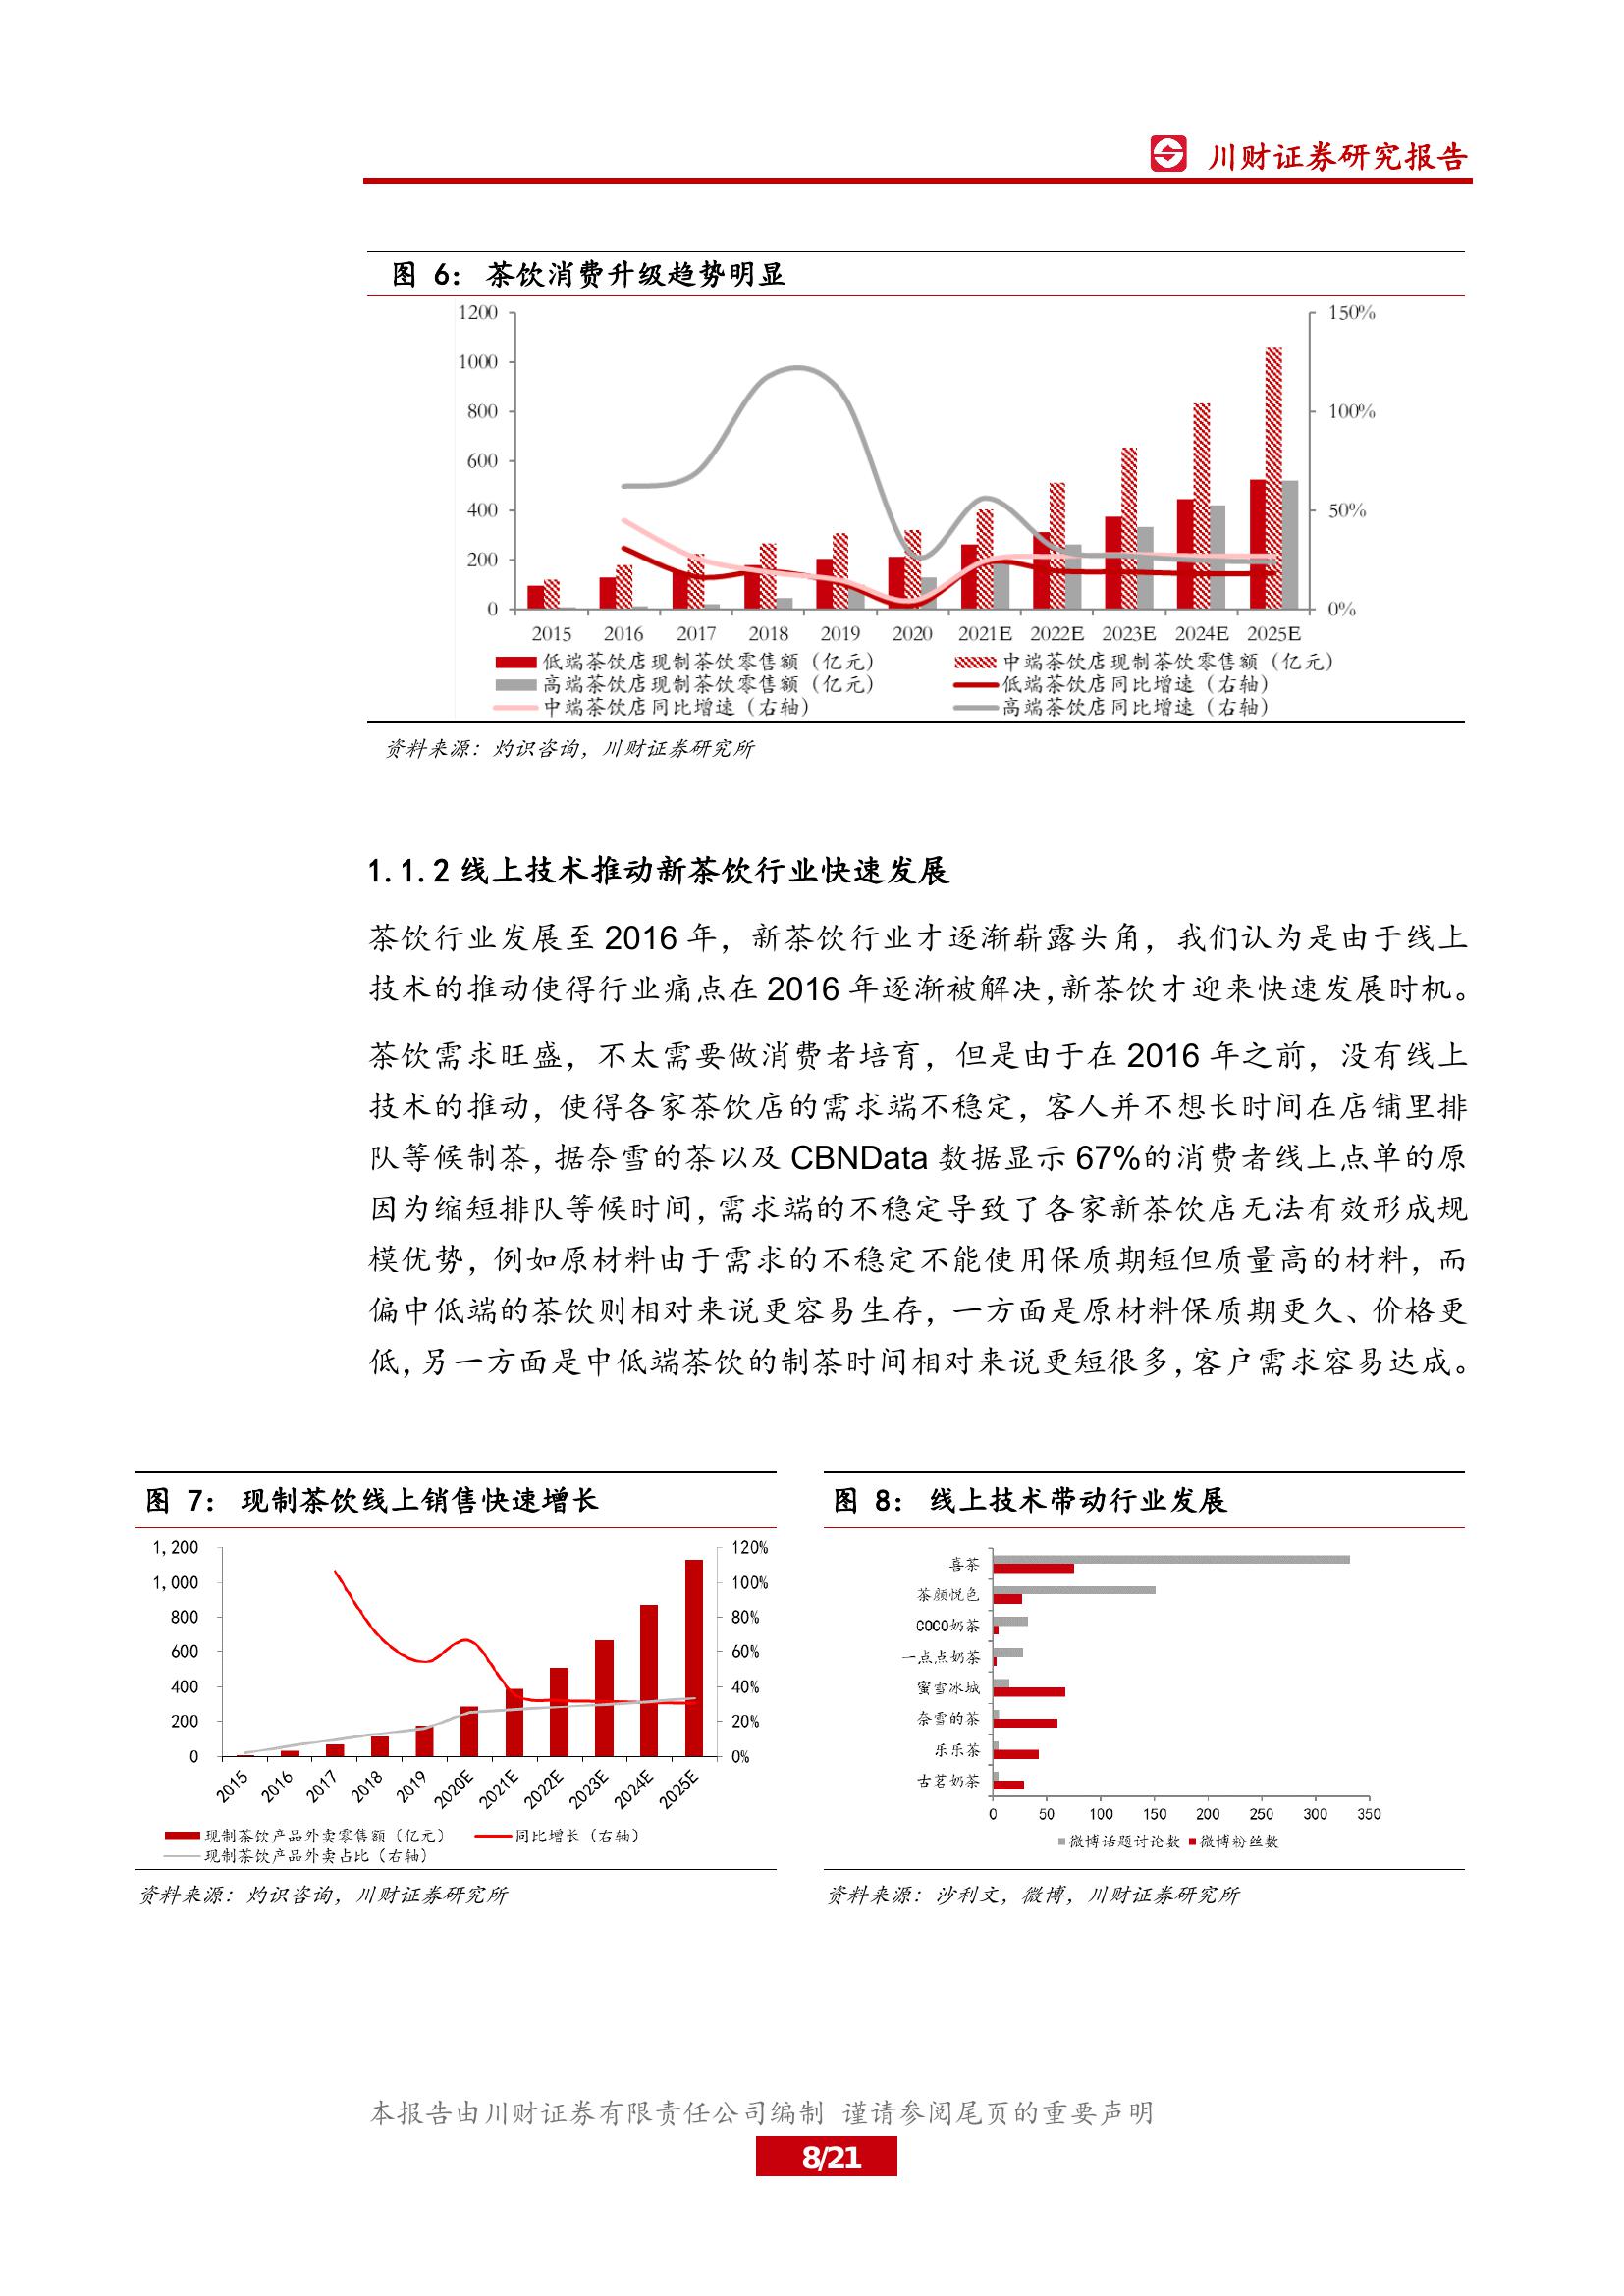 川财证券研究报告
图 6： 茶饮消费升级趋势明显
1200
1000
800
600
400
200
0
150%
100%
50%
0%
2015 2016 2017 2018 2019 2020 2021E 2022E 2023E 2024E 2025E
低端茶饮店现制茶饮零售额（亿元） 中端茶饮店现制茶饮零售额（亿元）
高端茶饮店现制茶饮零售额（亿元） 低端茶饮店同比增速（右轴）
中端茶饮店同比增速（右轴） 高端茶饮店同比增速（右轴）
资料来源：灼识咨询，川财证券研究所
1.1.2 线上技术推动新茶饮行业快速发展
茶饮行业发展至 2016 年，新茶饮行业才逐渐崭露头角，我们认为是由于线上
技术的推动使得行业痛点在 2016 年逐渐被解决，新茶饮才迎来快速发展时机。
茶饮需求旺盛，不太需要做消费者培育，但是由于在 2016 年之前，没有线上
技术的推动，使得各家茶饮店的需求端不稳定，客人并不想长时间在店铺里排
队等候制茶，据奈雪的茶以及 CBNData 数据显示 67%的消费者线上点单的原
因为缩短排队等候时间，需求端的不稳定导致了各家新茶饮店无法有效形成规
模优势，例如原材料由于需求的不稳定不能使用保质期短但质量高的材料，而
偏中低端的茶饮则相对来说更容易生存，一方面是原材料保质期更久、价格更
低，另一方面是中低端茶饮的制茶时间相对来说更短很多，客户需求容易达成。
图 7： 现制茶饮线上销售快速增长
1,200
1,000
800
600
400
200
0
120%
100%
80%
60%
40%
20%
0%
2015 2016 2017 2018 2019 2020E 2021E 2022E 2023E 2024E 2025E
现制茶饮产品外卖零售额（亿元） 同比增长（右轴）
现制茶饮产品外卖占比（右轴）
资料来源：灼识咨询，川财证券研究所
图 8： 线上技术带动行业发展
喜茶
茶颜悦色
COCO奶茶
一点点奶茶
蜜雪冰城
奈雪的茶
乐乐茶
古茗奶茶
0 50 100 150 200 250 300 350
微博话题讨论数 微博粉丝数
资料来源：沙利文，微博，川财证券研究所
本报告由川财证券有限责任公司编制 谨请参阅尾页的重要声明
8/21